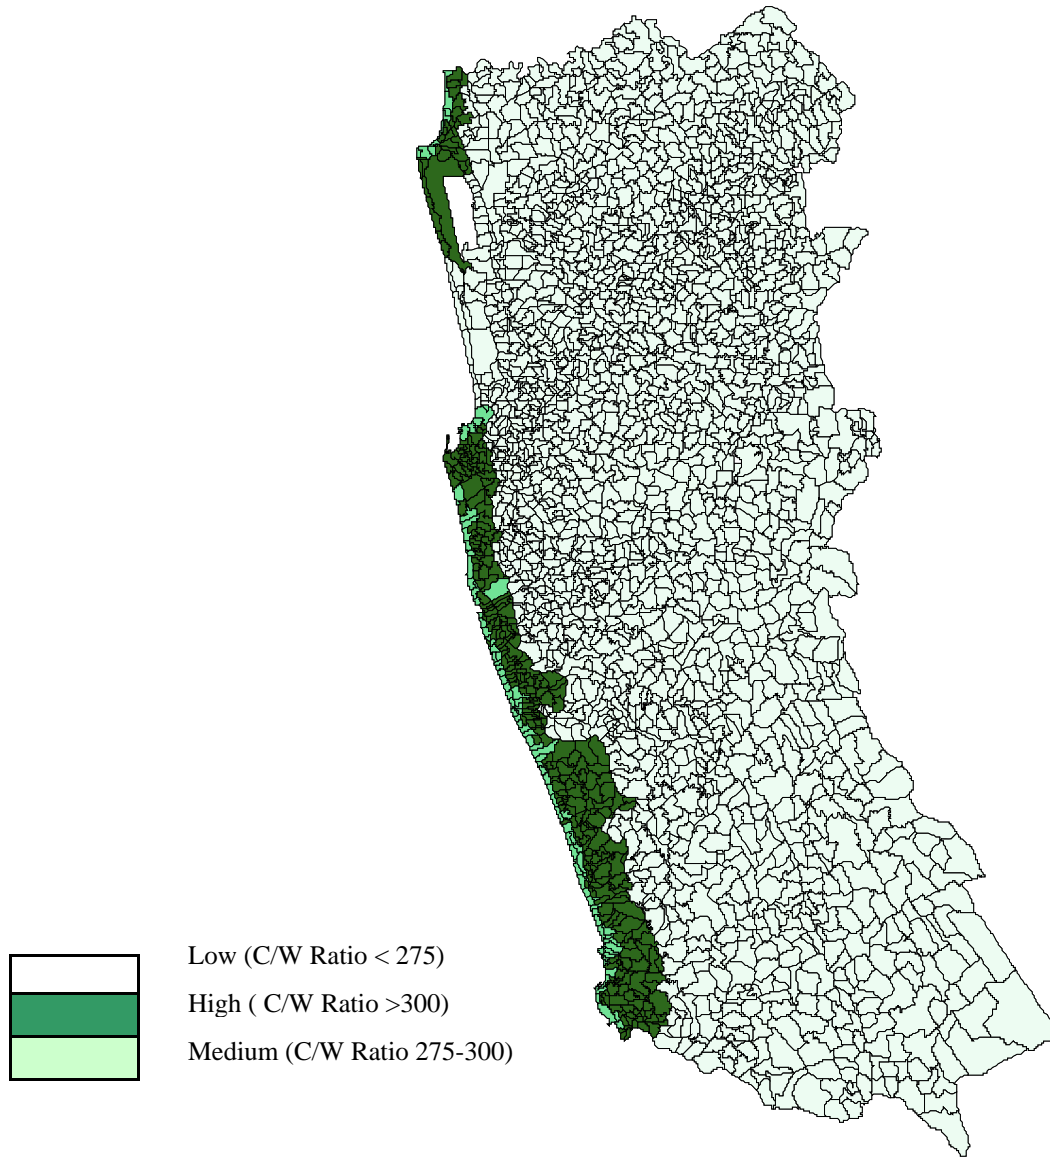 Low (C/W Ratio < 275)
High ( C/W Ratio >300)
Medium (C/W Ratio 275-300)